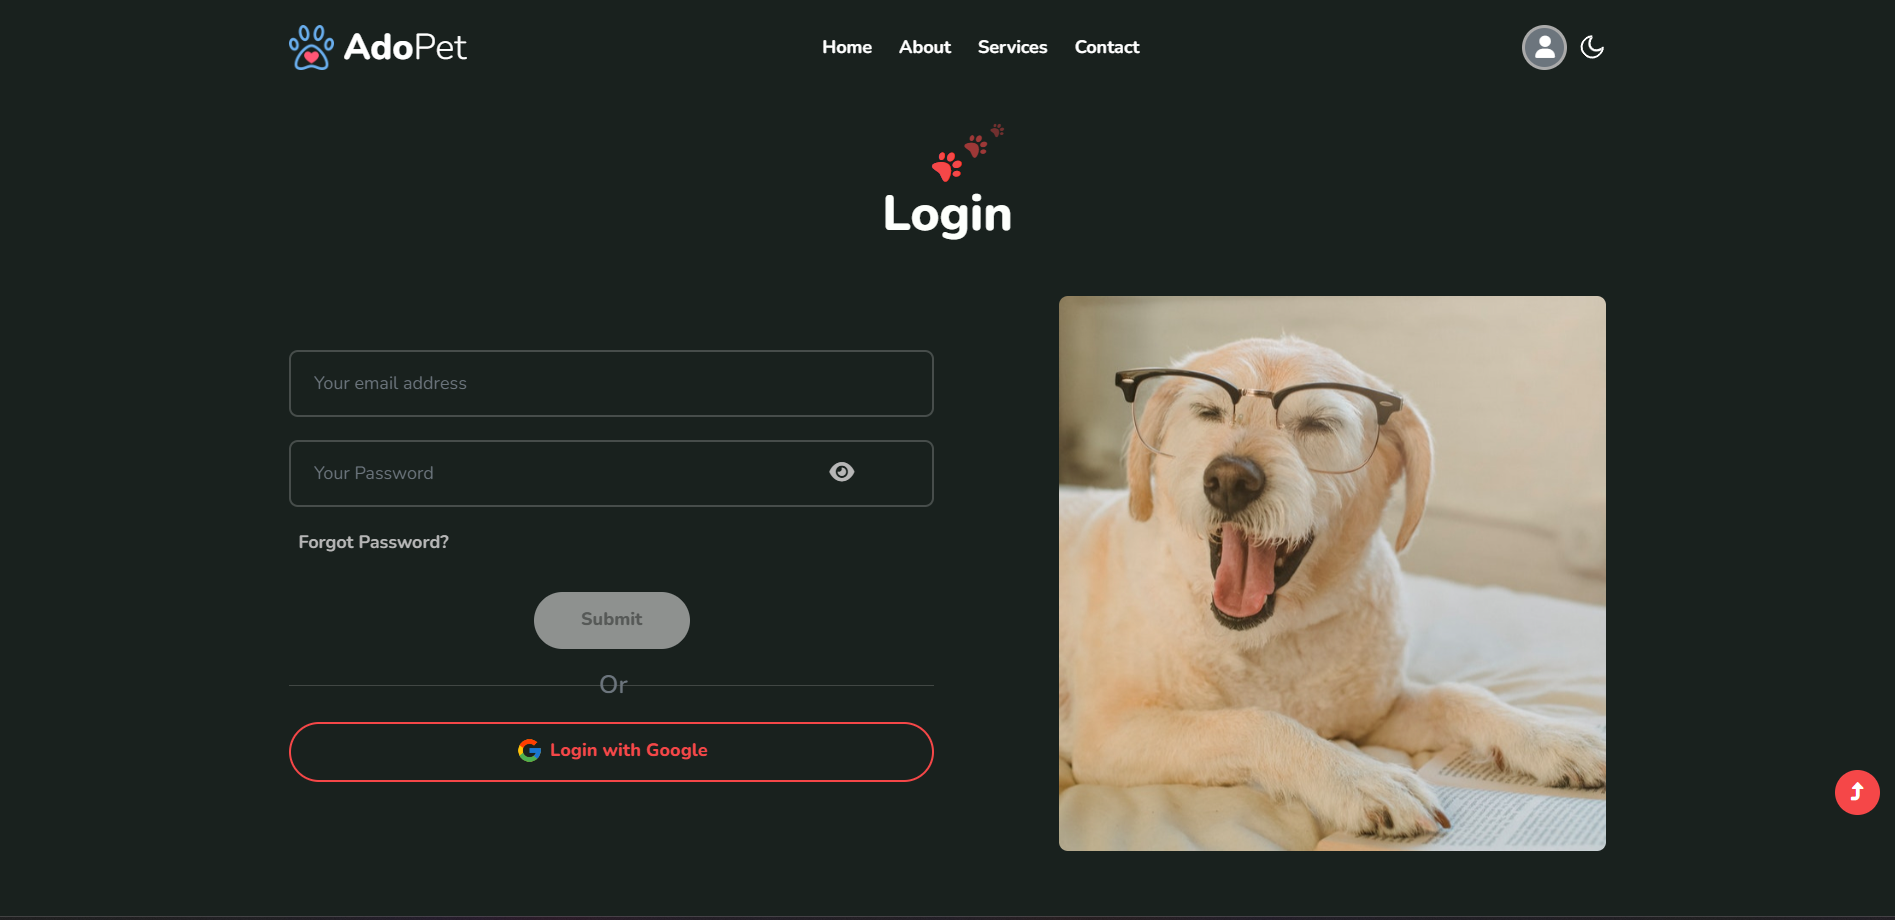 AdoPet
Home About Services Contact
Login
Your email address
Your Password
Forgot Password?
Submit
Or
Login with Google